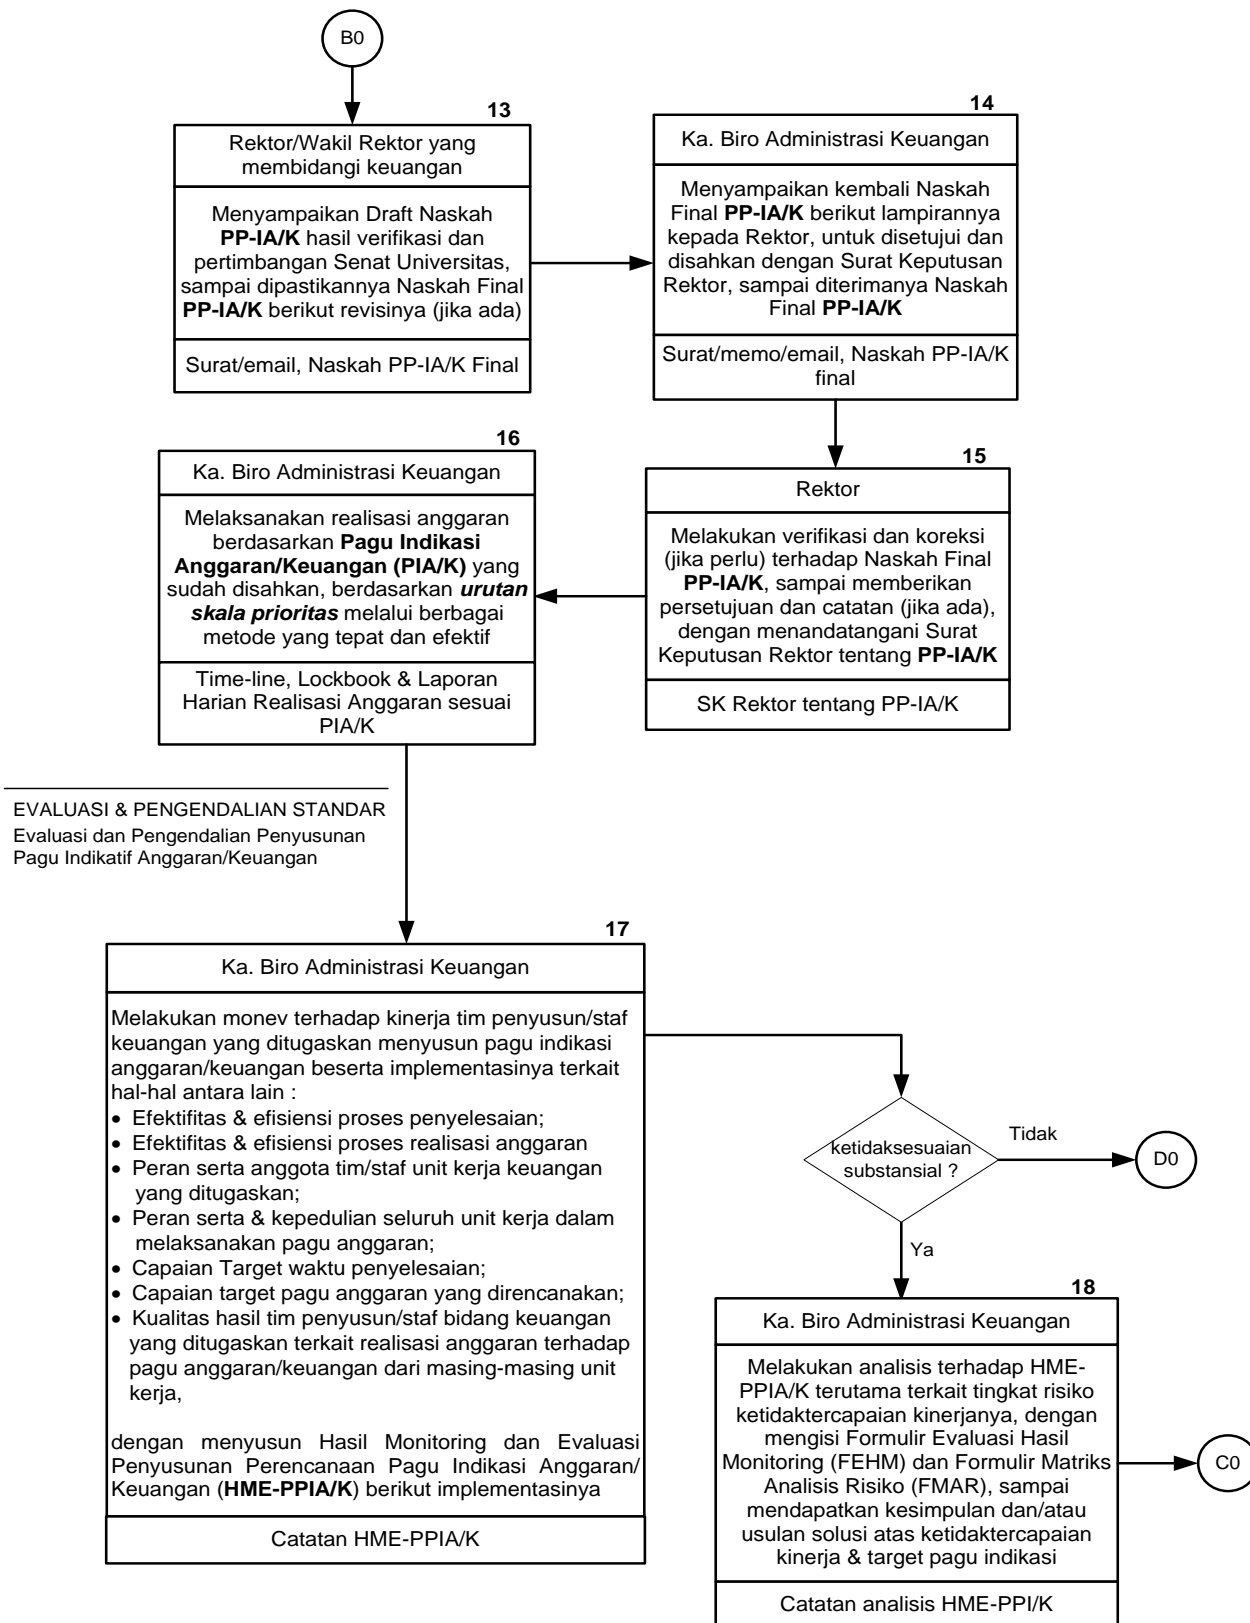 B0
13
Rektor/Wakil Rektor yang
membidangi keuangan
Menyampaikan Draft Naskah
PP-IA/K hasil verifikasi dan
pertimbangan Senat Universitas,
sampai dipastikannya Naskah Final
PP-IA/K berikut revisinya (jika ada)
Surat/email, Naskah PP-IA/K Final
14
Ka. Biro Administrasi Keuangan
Menyampaikan kembali Naskah
Final PP-IA/K berikut lampirannya
kepada Rektor, untuk disetujui dan
disahkan dengan Surat Keputusan
Rektor, sampai diterimanya Naskah
Final PP-IA/K
Surat/memo/email, Naskah PP-IA/K
final
15
Rektor
Melakukan verifikasi dan koreksi
(jika perlu) terhadap Naskah Final
PP-IA/K, sampai memberikan
persetujuan dan catatan (jika ada),
dengan menandatangani Surat
Keputusan Rektor tentang PP-IA/K
SK Rektor tentang PP-IA/K
16
Ka. Biro Administrasi Keuangan
Melaksanakan realisasi anggaran
berdasarkan Pagu Indikasi
Anggaran/Keuangan (PIA/K) yang
sudah disahkan, berdasarkan urutan
skala prioritas melalui berbagai
metode yang tepat dan efektif
Time-line, Lockbook & Laporan
Harian Realisasi Anggaran sesuai
PIA/K
EVALUASI & PENGENDALIAN STANDAR
Evaluasi dan Pengendalian Penyusunan
Pagu Indikatif Anggaran/Keuangan
17
Ka. Biro Administrasi Keuangan
Melakukan monev terhadap kinerja tim penyusun/staf
keuangan yang ditugaskan menyusun pagu indikasi
anggaran/keuangan beserta implementasinya terkait
hal-hal antara lain :
• Efektifitas & efisiensi proses penyelesaian;
• Efektifitas & efisiensi proses realisasi anggaran
• Peran serta anggota tim/staf unit kerja keuangan
yang ditugaskan;
• Peran serta & kepedulian seluruh unit kerja dalam
melaksanakan pagu anggaran;
• Capaian Target waktu penyelesaian;
• Capaian target pagu anggaran yang direncanakan;
• Kualitas hasil tim penyusun/staf bidang keuangan
yang ditugaskan terkait realisasi anggaran terhadap
pagu anggaran/keuangan dari masing-masing unit
kerja,
dengan menyusun Hasil Monitoring dan Evaluasi
Penyusunan Perencanaan Pagu Indikasi Anggaran/
Keuangan (HME-PPIA/K) berikut implementasinya
Catatan HME-PPIA/K
ketidaksesuaian
substansial ?
Tidak
D0
Ya
18
Ka. Biro Administrasi Keuangan
Melakukan analisis terhadap HME-
PPIA/K terutama terkait tingkat risiko
ketidaktercapaian kinerjanya, dengan
mengisi Formulir Evaluasi Hasil
Monitoring (FEHM) dan Formulir Matriks
Analisis Risiko (FMAR), sampai
mendapatkan kesimpulan dan/atau
usulan solusi atas ketidaktercapaian
kinerja & target pagu indikasi
Catatan analisis HME-PPI/K
C0